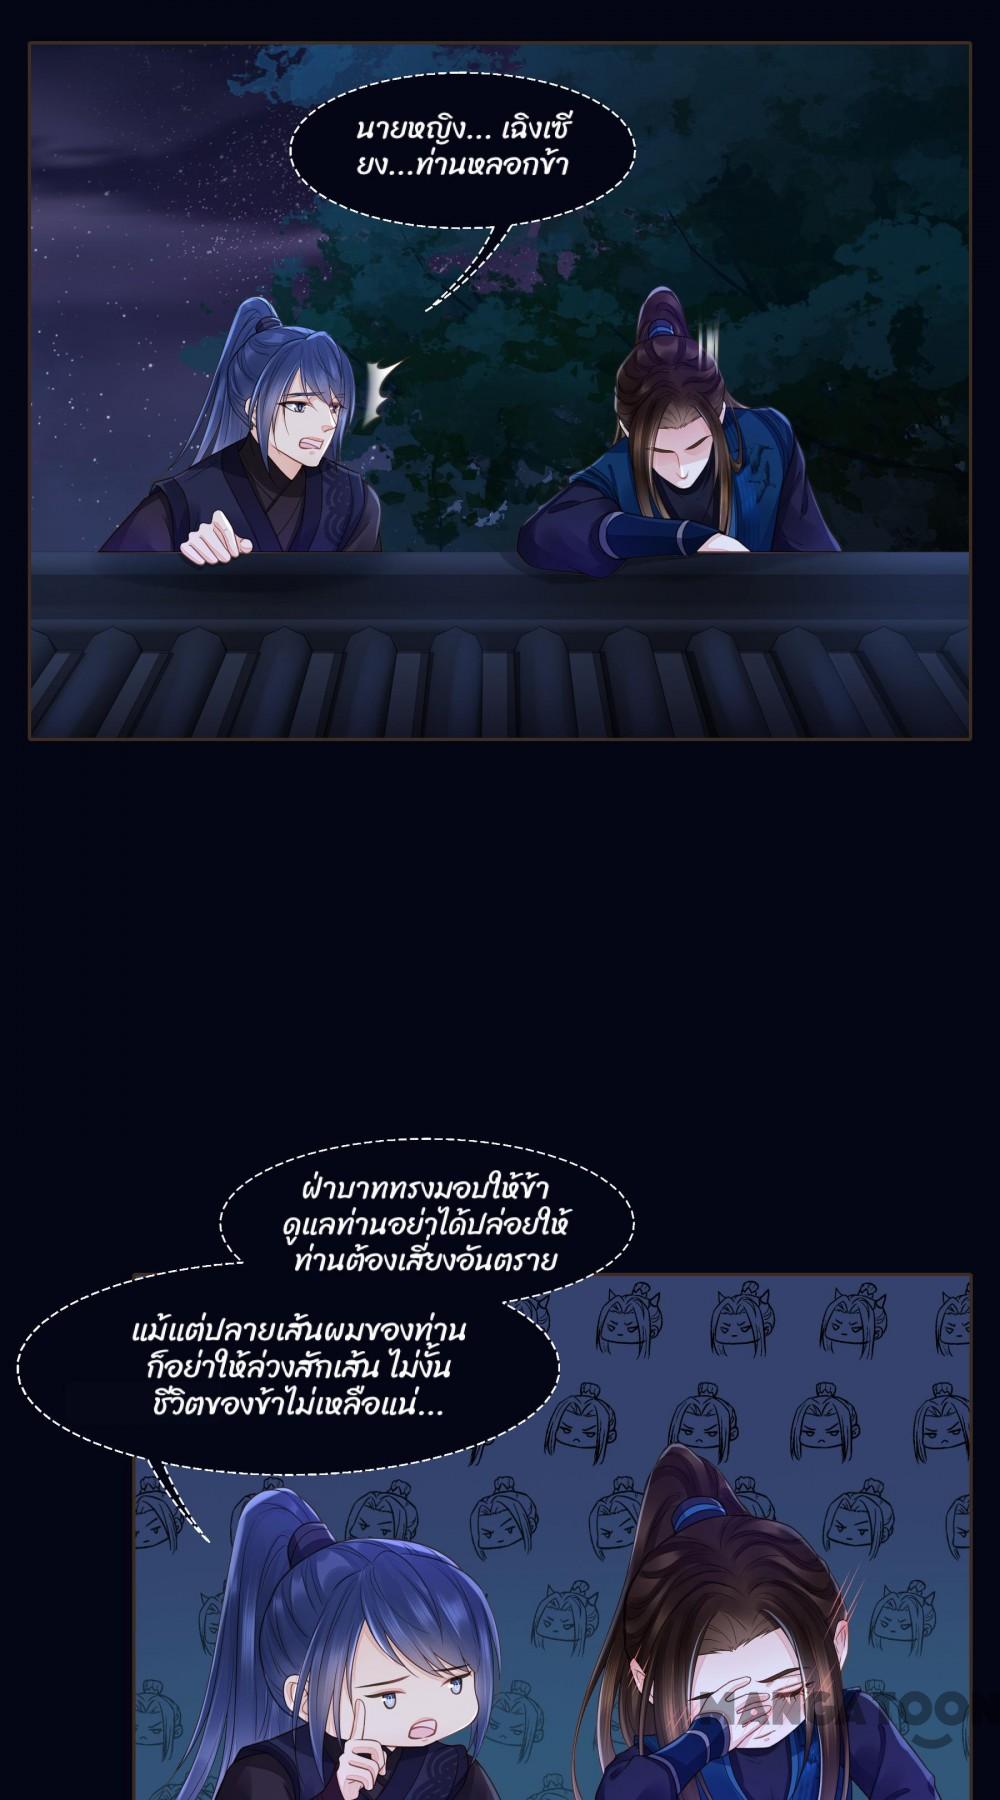 นายหญิง... เฉิงเซี
ยง...ท่านหลอกข้า
ฝ่าบาททรงมอบให้ข้า
ดูแลท่านอย่าได้ปล่อยให้
ท่านต้องเสี่ยงอันตราย
แม้แต่ปลายเส้นผมของท่าน
ก็อย่าให้ล่วงสักเส้น ไม่งั้น
ชีวิตของข้าไม่เหลือแน่...
MANGATOON